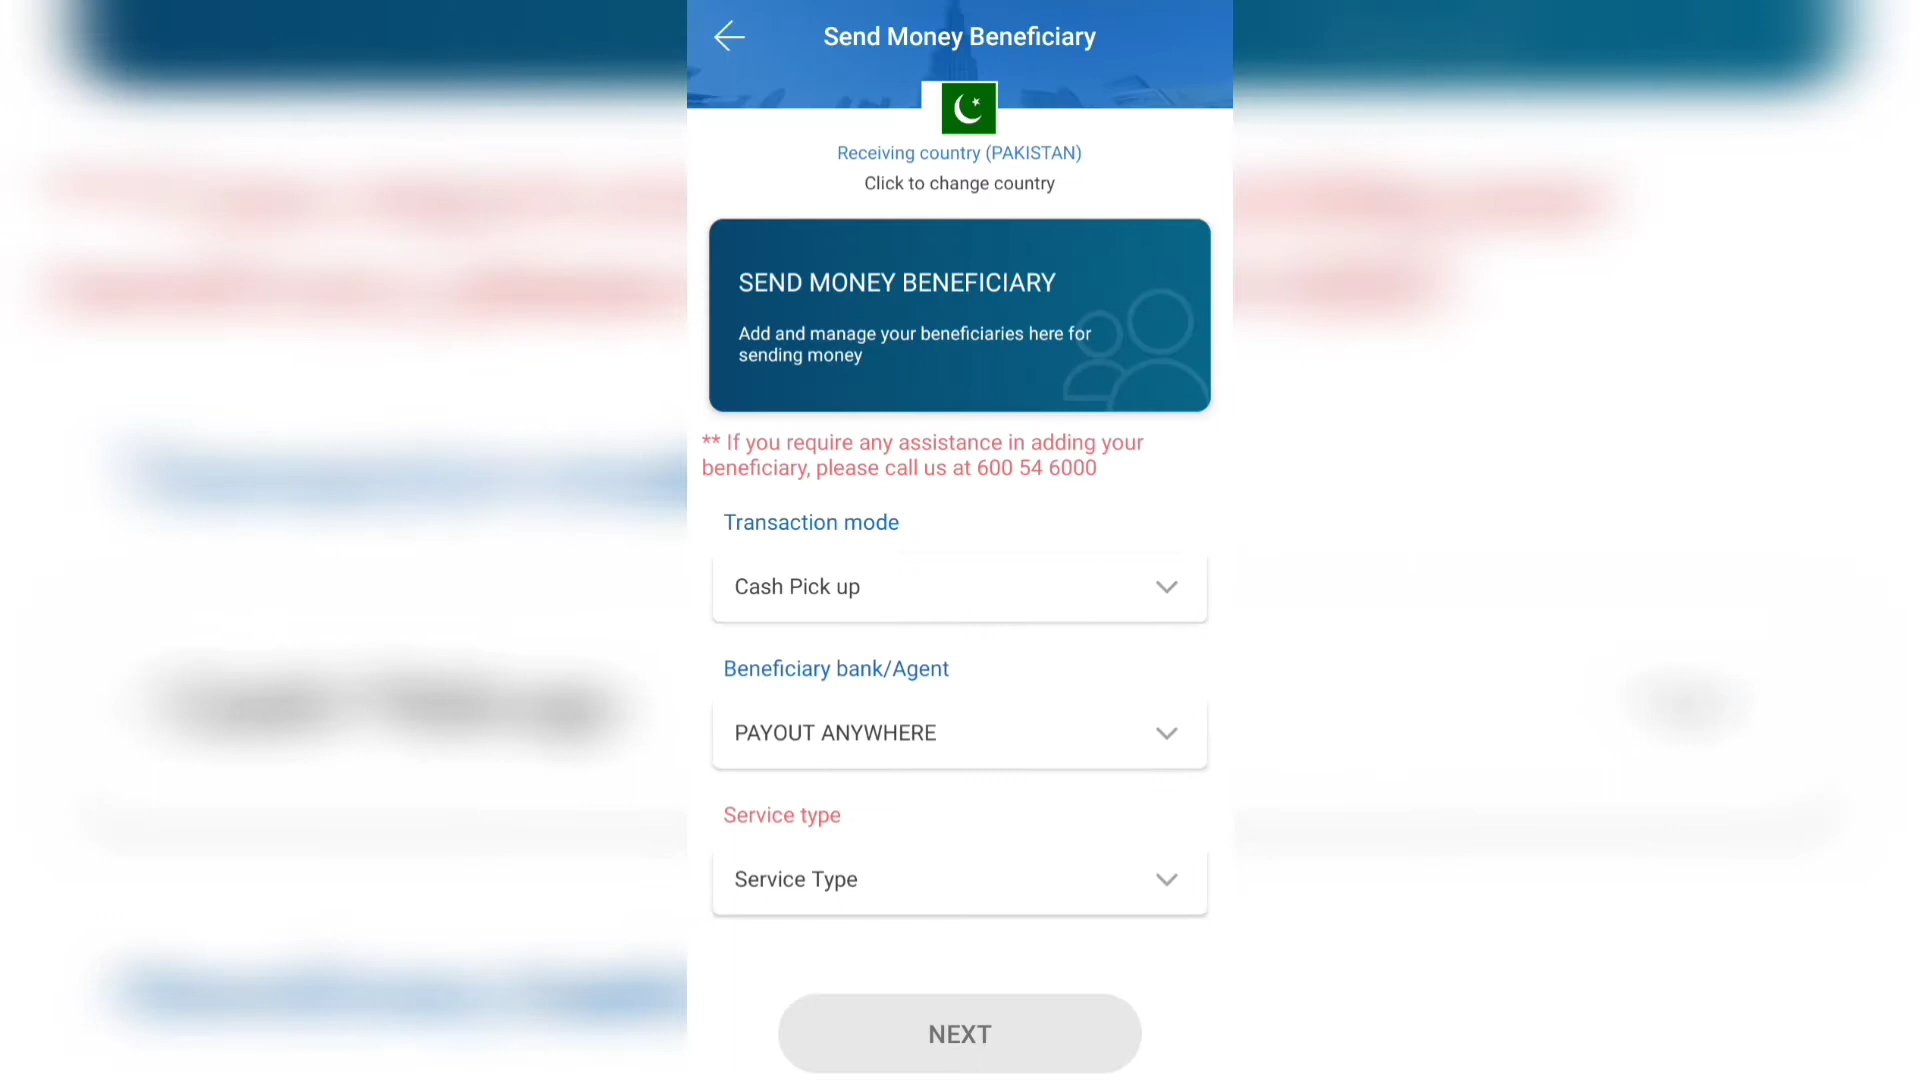 Send Money Beneficiary
Receiving country (PAKISTAN)
Click to change country
SEND MONEY BENEFICIARY
Add and manage your beneficiaries here for
sending money
** If you require any assistance in adding your
beneficiary, please call us at 600 54 6000
Transaction mode
Cash Pick up
Beneficiary bank/Agent
PAYOUT ANYWHERE
Service type
Service Type
NEXT